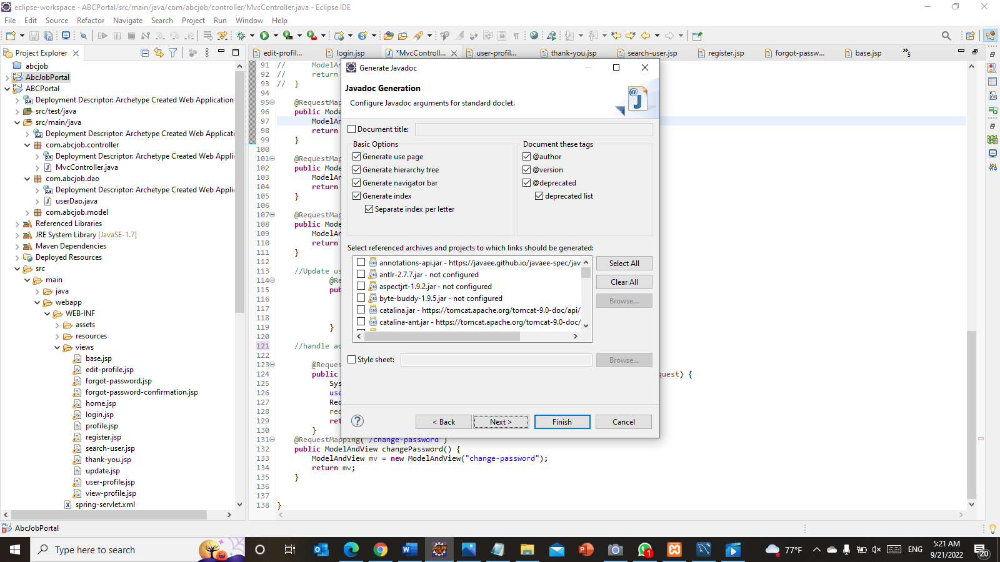 eclipse-workspace - ABCPortal/src/main/java/com/abcjob/controller/MvcController.java - Eclipse IDE
File Edit Source Refactor Navigate Search Project Run Window Help
Project Explorer
abcjob
AbcJobPortal
ABCPortal
Deployment Descriptor: Archetype Created Web Application
src/test/java
src/main/java
Deployment Descriptor: Archetype Created Web Applicati
com.abcjob.controller
Deployment Descriptor: Archetype Created Web Appli
MvcController.java
com.abcjob.dao
Deployment Descriptor: Archetype Created Web Appli
userDao.java
com.abcjob.model
Referenced Libraries
JRE System Library [JavaSE-1.7]
Maven Dependencies
Deployed Resources
src
main
java
webapp
WEB-INF
assets
resources
views
base.jsp
edit-profile.jsp
forgot-password.jsp
forgot-password-confirmation.jsp
home.jsp
login.jsp
profile.jsp
register.jsp
search-user.jsp
thank-you.jsp
update.jsp
user-profile.jsp
view-profile.jsp
spring-servlet.xml
edit-profil... login.jsp *MvcControll... user-profil... thank-you.jsp search-user.jsp register.jsp forgot-passw... base.jsp 5
91 // ModelAn
92 // return
93 // }
94
95 @RequestMap
96 public Mode
97 ModelAn
98 return
99 }
100
101 @RequestMap
102 public Mode
103 ModelAn
104 return
105 }
106
107 @RequestMap
108 public Mode
109 ModelAn
110 return
111 }
112
113 //Update us
114 @Re
115 pub
116
117
118
119 }
120
121 //handle ac
122
123 @Reques
124 public quest) {
125 Sys
126 use
127 Red
128 red
129 ret
130 }
131 @RequestMapping("/change-password")
132 public ModelAndView changePassword() {
133 ModelAndView mv = new ModelAndView("change-password");
134 return mv;
135 }
136
137
138 }
Generate Javadoc
Javadoc Generation
Configure Javadoc arguments for standard doclet.
Document title:
Basic Options
Generate use page
Generate hierarchy tree
Generate navigator bar
Generate index
Separate index per letter
Document these tags
@author
@version
@deprecated
deprecated list
Select referenced archives and projects to which links should be generated:
annotations-api.jar - https://javaee.github.io/javaee-spec/jav
antlr-2.7.7.jar - not configured
aspectjrt-1.9.2.jar - not configured
byte-buddy-1.9.5.jar - not configured
catalina.jar - https://tomcat.apache.org/tomcat-9.0-doc/api/
catalina-ant.jar - https://tomcat.apache.org/tomcat-9.0-doc/
Select All
Clear All
Browse...
Style sheet:
Browse...
? < Back Next > Finish Cancel
AbcJobPortal
Type here to search
77°F
ENG
5:21 AM
9/21/2022
20